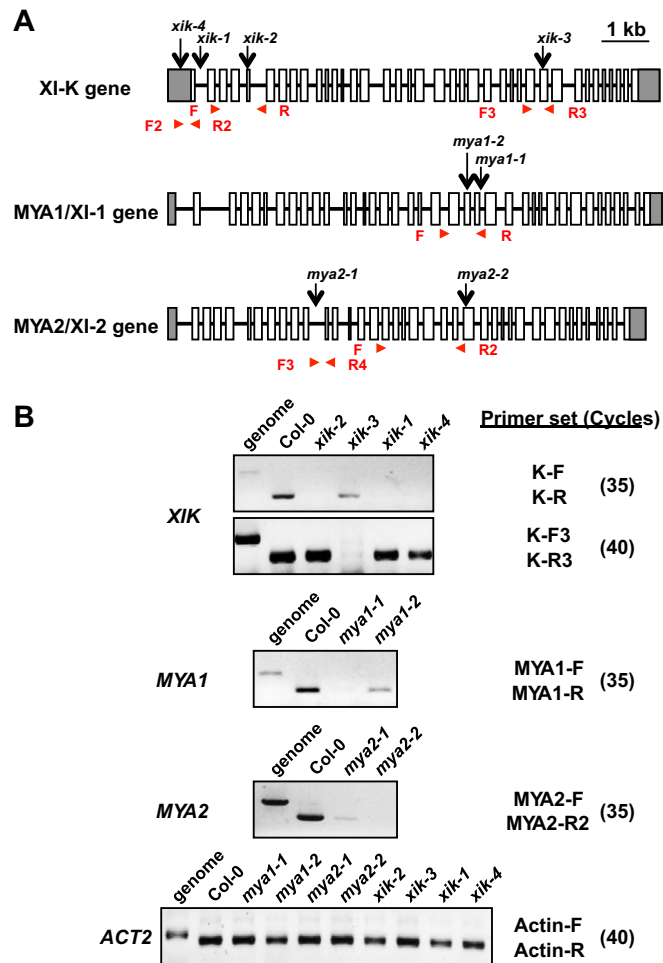 A
xik-4
xik-1
xik-2
xik-3
1 kb
XI-K gene
F
R
F3
R3
F2
R2
mya1-2
mya1-1
MYA1/XI-1 gene
F
R
mya2-1
mya2-2
MYA2/XI-2 gene
F
R2
F3
R4
B
genome
Col-0
xik-2
xik-3
xik-1
xik-4
Primer set (Cycles)
XIK
K-F
K-R
(35)
K-F3
K-R3
(40)
genome
Col-0
mya1-1
mya1-2
MYA1
MYA1-F
MYA1-R
(35)
genome
Col-0
mya2-1
mya2-2
MYA2
MYA2-F
MYA2-R2
(35)
genome
Col-0
mya1-1
mya1-2
mya2-1
mya2-2
xik-2
xik-3
xik-1
xik-4
ACT2
Actin-F
Actin-R
(40)